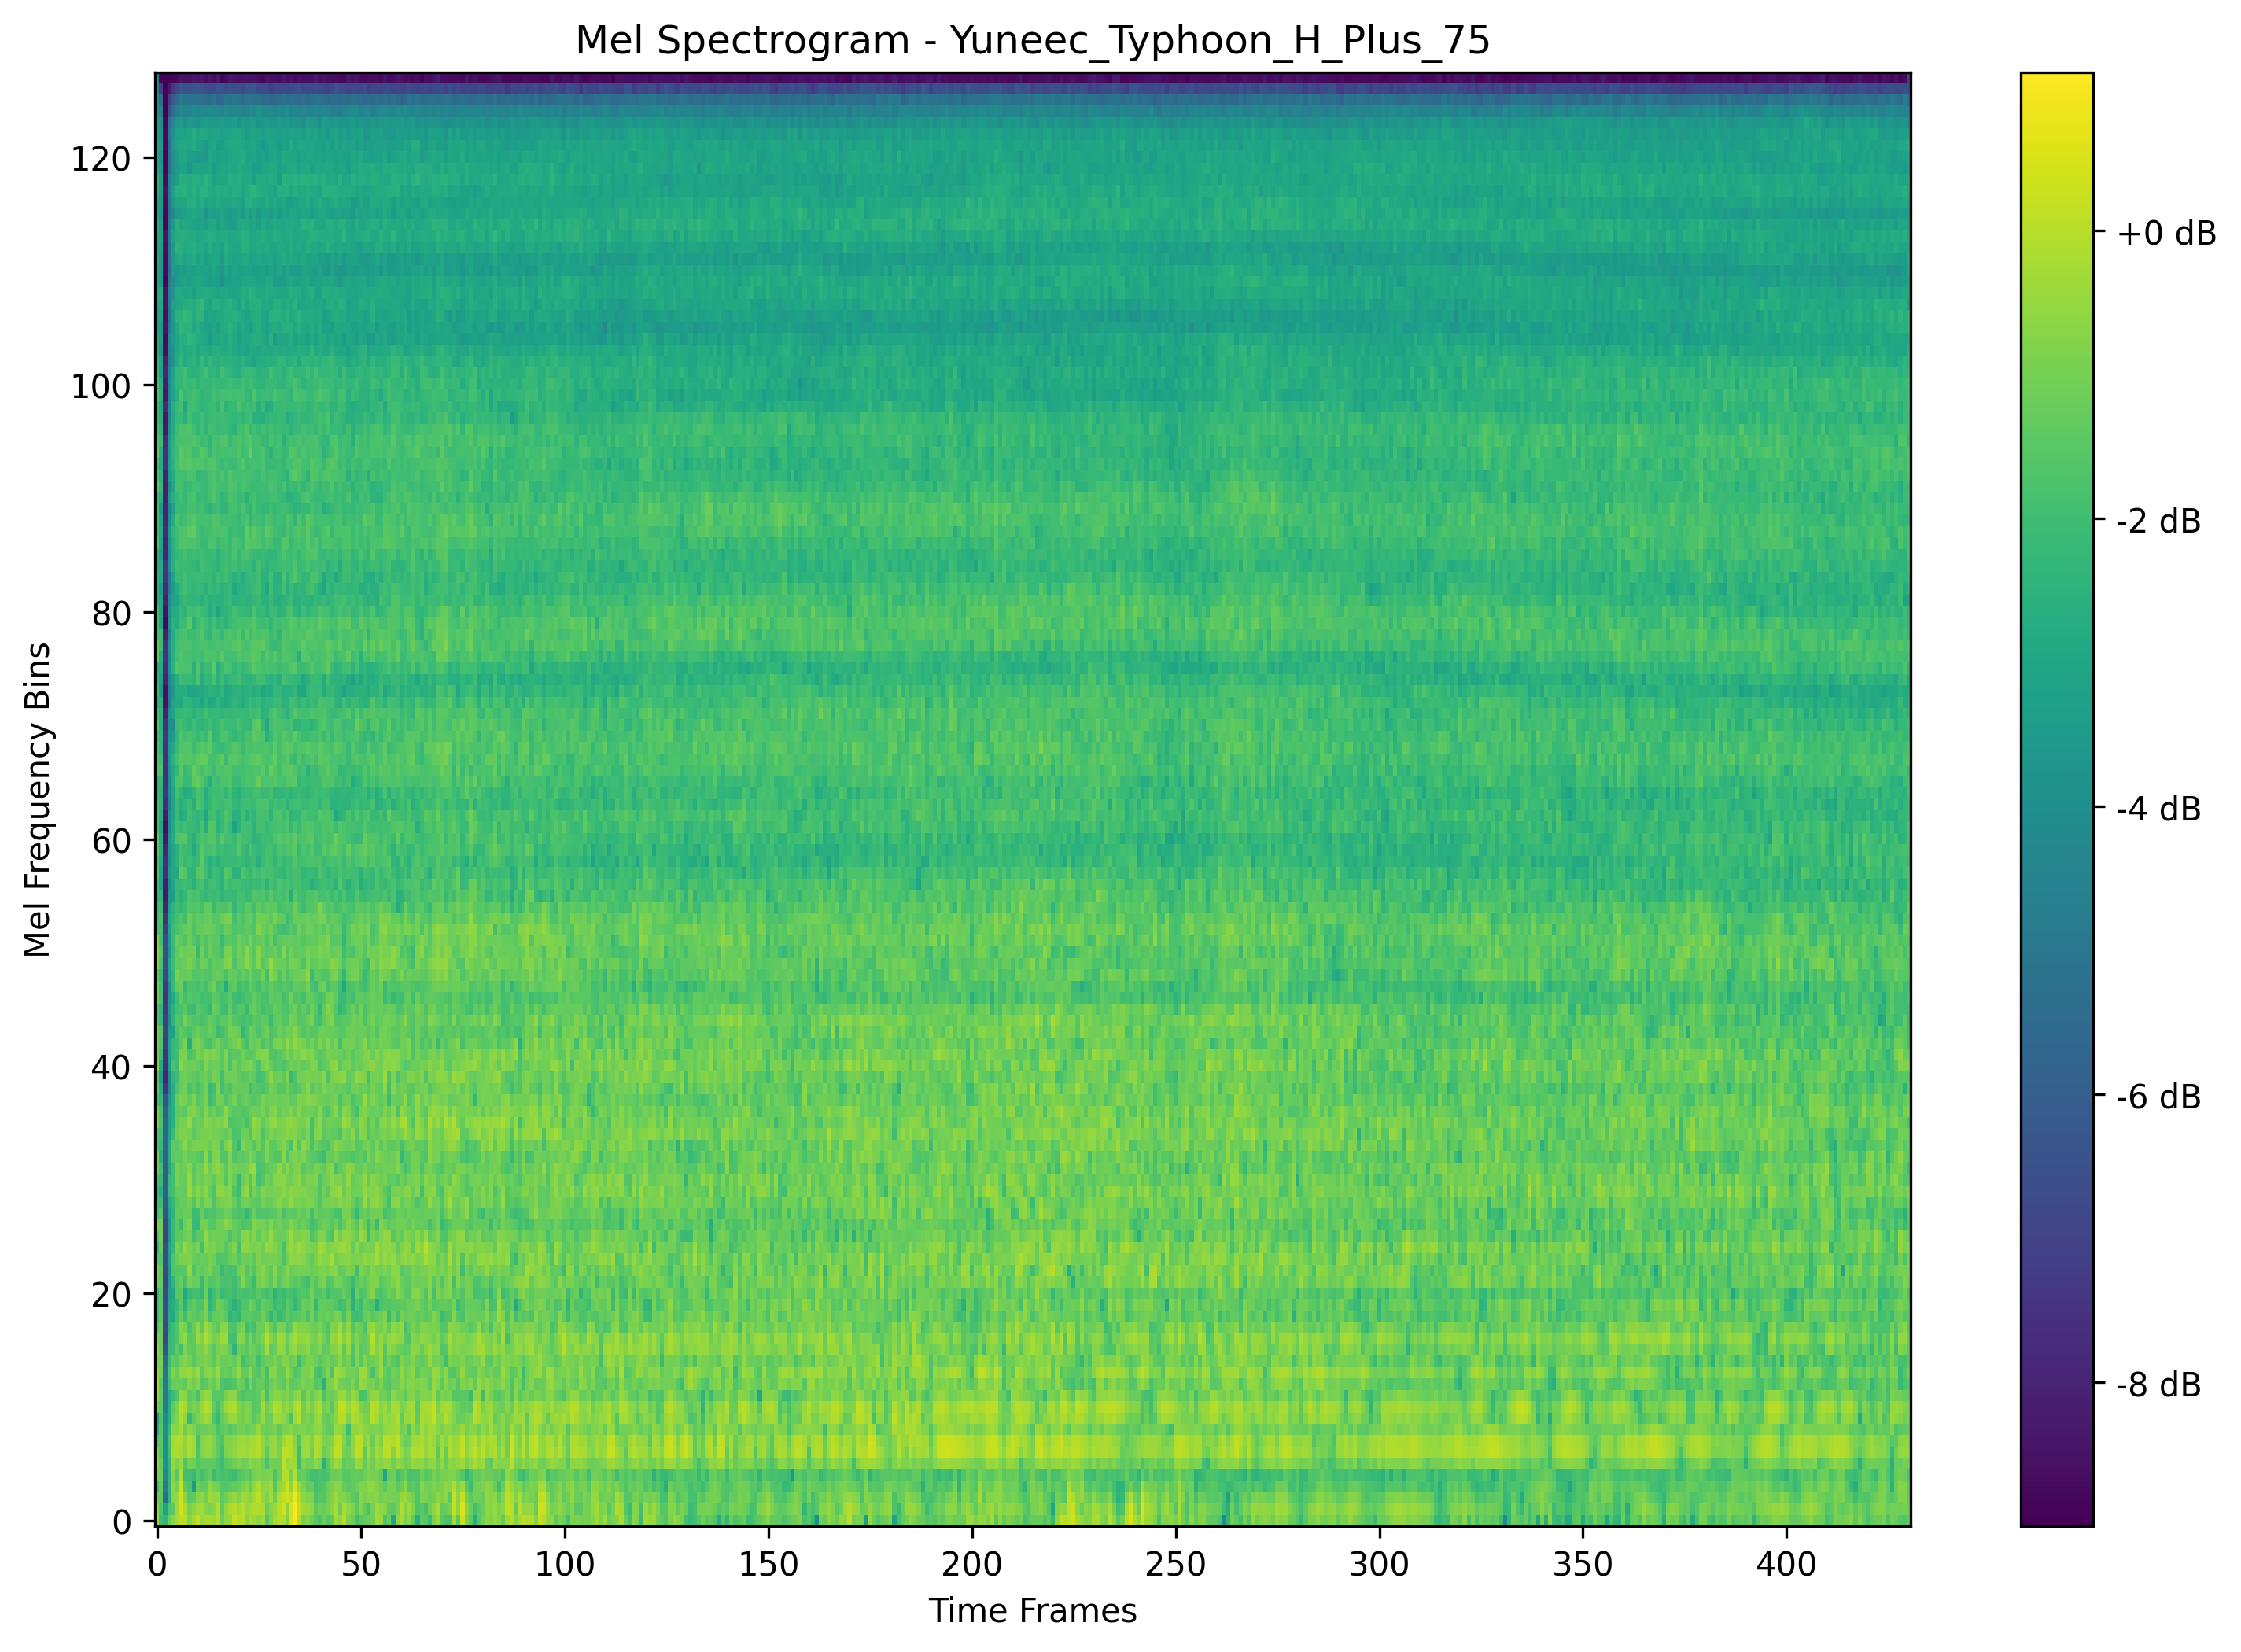 Mel Spectrogram - Yuneec_Typhoon_H_Plus_75
120
100
80
60
40
20
0
Mel Frequency Bins
0 50 100 150 200 250 300 350 400
Time Frames
+0 dB
-2 dB
-4 dB
-6 dB
-8 dB